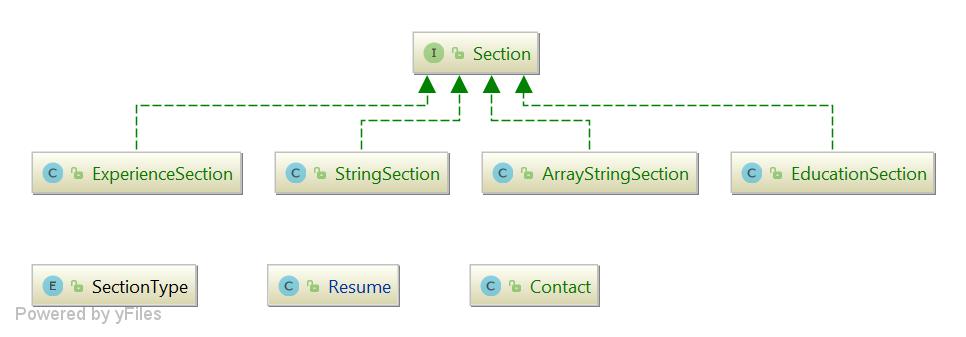 I Section
C ExperienceSection
C StringSection
C ArrayStringSection
C EducationSection
E SectionType
C Resume
C Contact
Powered by yFiles